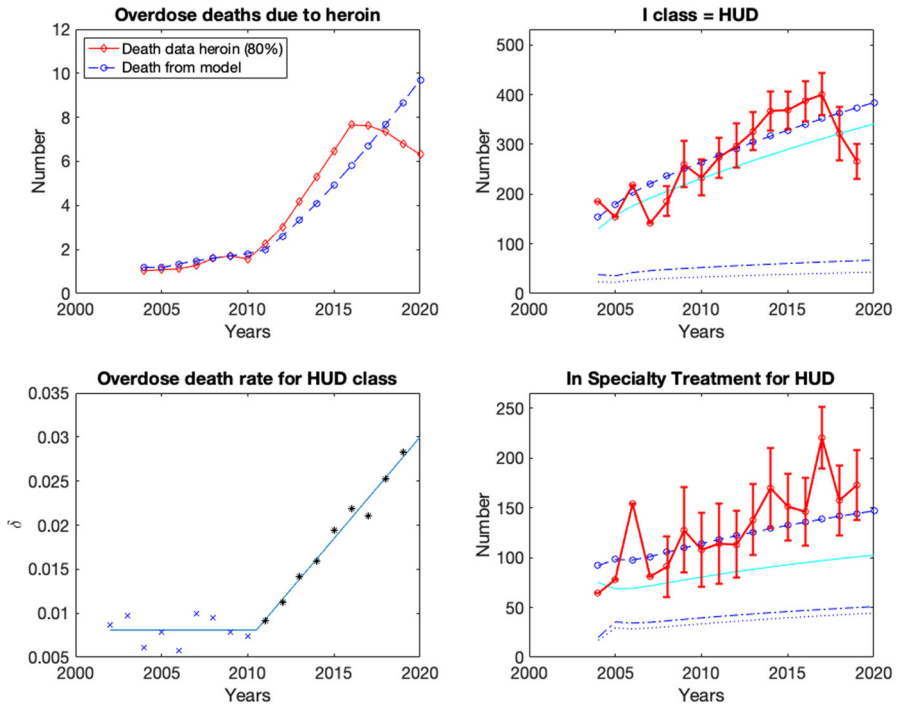 Overdose deaths due to heroin
12
10
8
6
4
2
0
Number
Death data heroin (80%)
Death from model
2000 2005 2010 2015 2020
Years
I class = HUD
500
400
300
200
100
0
Number
2000 2005 2010 2015 2020
Years
Overdose death rate for HUD class
0.035
0.03
0.025
0.02
0.015
0.01
0.005
δ
2000 2005 2010 2015 2020
Years
In Specialty Treatment for HUD
250
200
150
100
50
0
Number
2000 2005 2010 2015 2020
Years